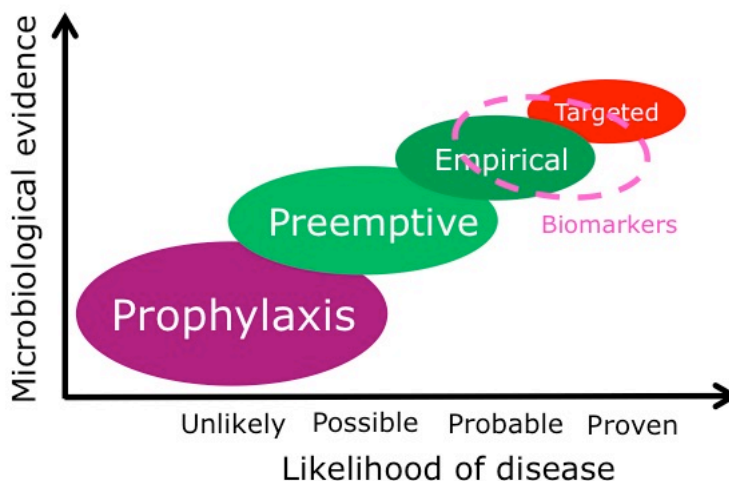 Microbiological evidence
Targeted
Empirical
Biomarkers
Preemptive
Prophylaxis
Unlikely Possible Probable Proven
Likelihood of disease